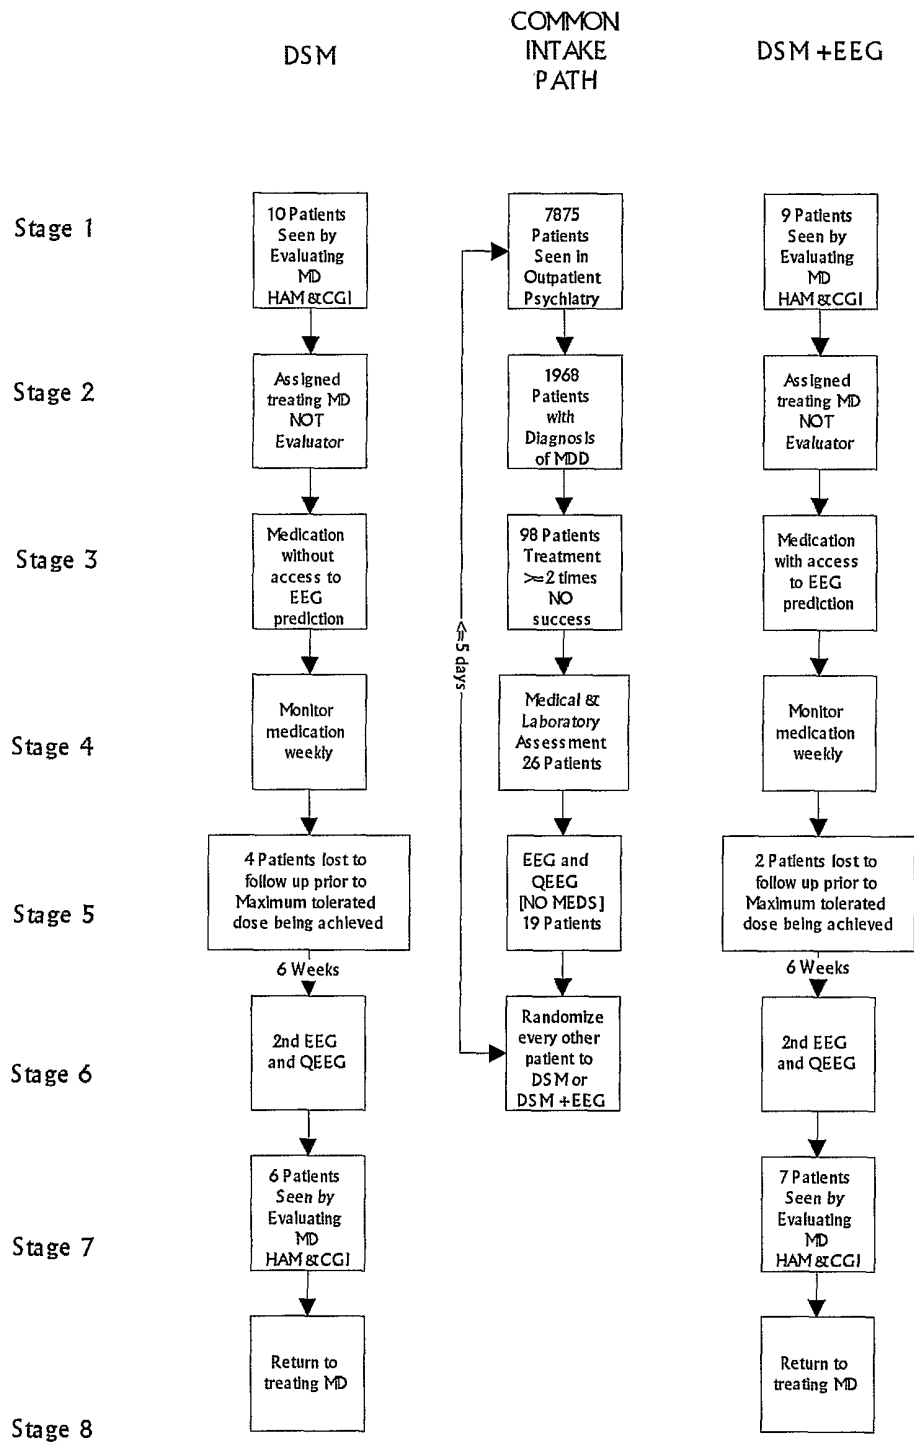 DSM
COMMON
INTAKE
PATH
DSM +EEG
Stage 1
10 Patients
Seen by
Evaluating
MD
HAM &CGI
7875
Patients
Seen in
Outpatient
Psychiatry
9 Patients
Seen by
Evaluating
MD
HAM &CGI
Stage 2
Assigned
treating MD
NOT
Evaluator
1968
Patients
with
Diagnosis
of MDD
Assigned
treating MD
NOT
Evaluator
Stage 3
Medication
without
access to
EEG
prediction
98 Patients
Treatment
>=2 times
NO
success
Medication
with access
to EEG
prediction
<=5 days
Stage 4
Monitor
medication
weekly
Medical &
Laboratory
Assessment
26 Patients
Monitor
medication
weekly
Stage 5
4 Patients lost to
follow up prior to
Maximum tolerated
dose being achieved
EEG and
QEEG
[NO MEDS]
19 Patients
2 Patients lost to
follow up prior to
Maximum tolerated
dose being achieved
6 Weeks
6 Weeks
Stage 6
2nd EEG
and QEEG
Randomize
every other
patient to
DSM or
DSM +EEG
2nd EEG
and QEEG
Stage 7
6 Patients
Seen by
Evaluating
MD
HAM &CGI
7 Patients
Seen by
Evaluating
MD
HAM &CGI
Stage 8
Return to
treating MD
Return to
treating MD